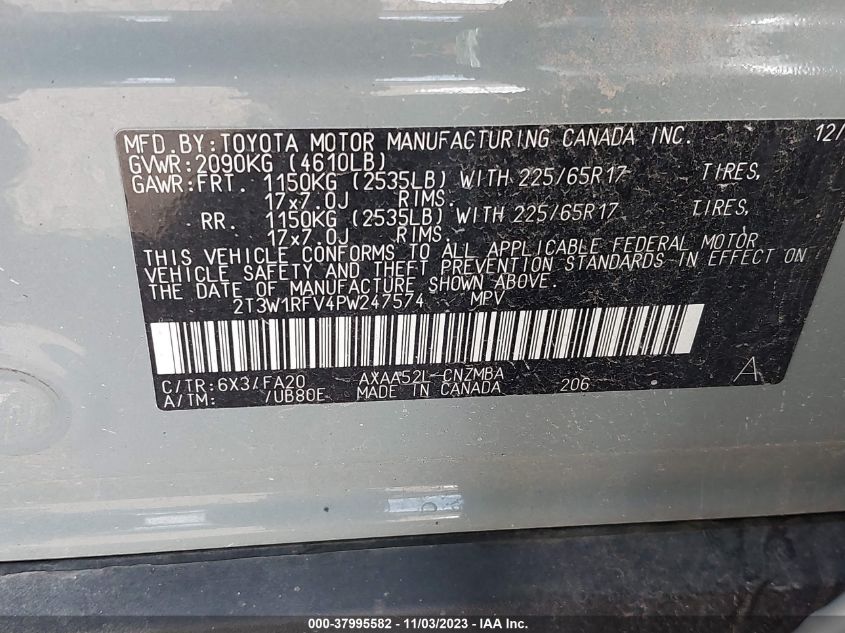 MFD. BY: TOYOTA MOTOR MANUFACTURING CANADA INC. 12/
GVWR: 2090KG (4610LB)
GAWR: FRT. 1150KG (2535LB) WITH 225/65R17 TIRES,
17x7.0J RIMS.
RR. 1150KG (2535LB) WITH 225/65R17 TIRES,
17x7.0J RIMS.
THIS VEHICLE CONFORMS TO ALL APPLICABLE FEDERAL MOTOR
VEHICLE SAFETY AND THEFT PREVENTION STANDARDS IN EFFECT ON
THE DATE OF MANUFACTURE SHOWN ABOVE.
2T3W1RFV4PW247574 MPV
C/TR: 6X3/FA20 AXAA52L-CNZMBA
A/TM: /UB80E MADE IN CANADA 206 A
000-37995582 - 11/03/2023 - IAA Inc.